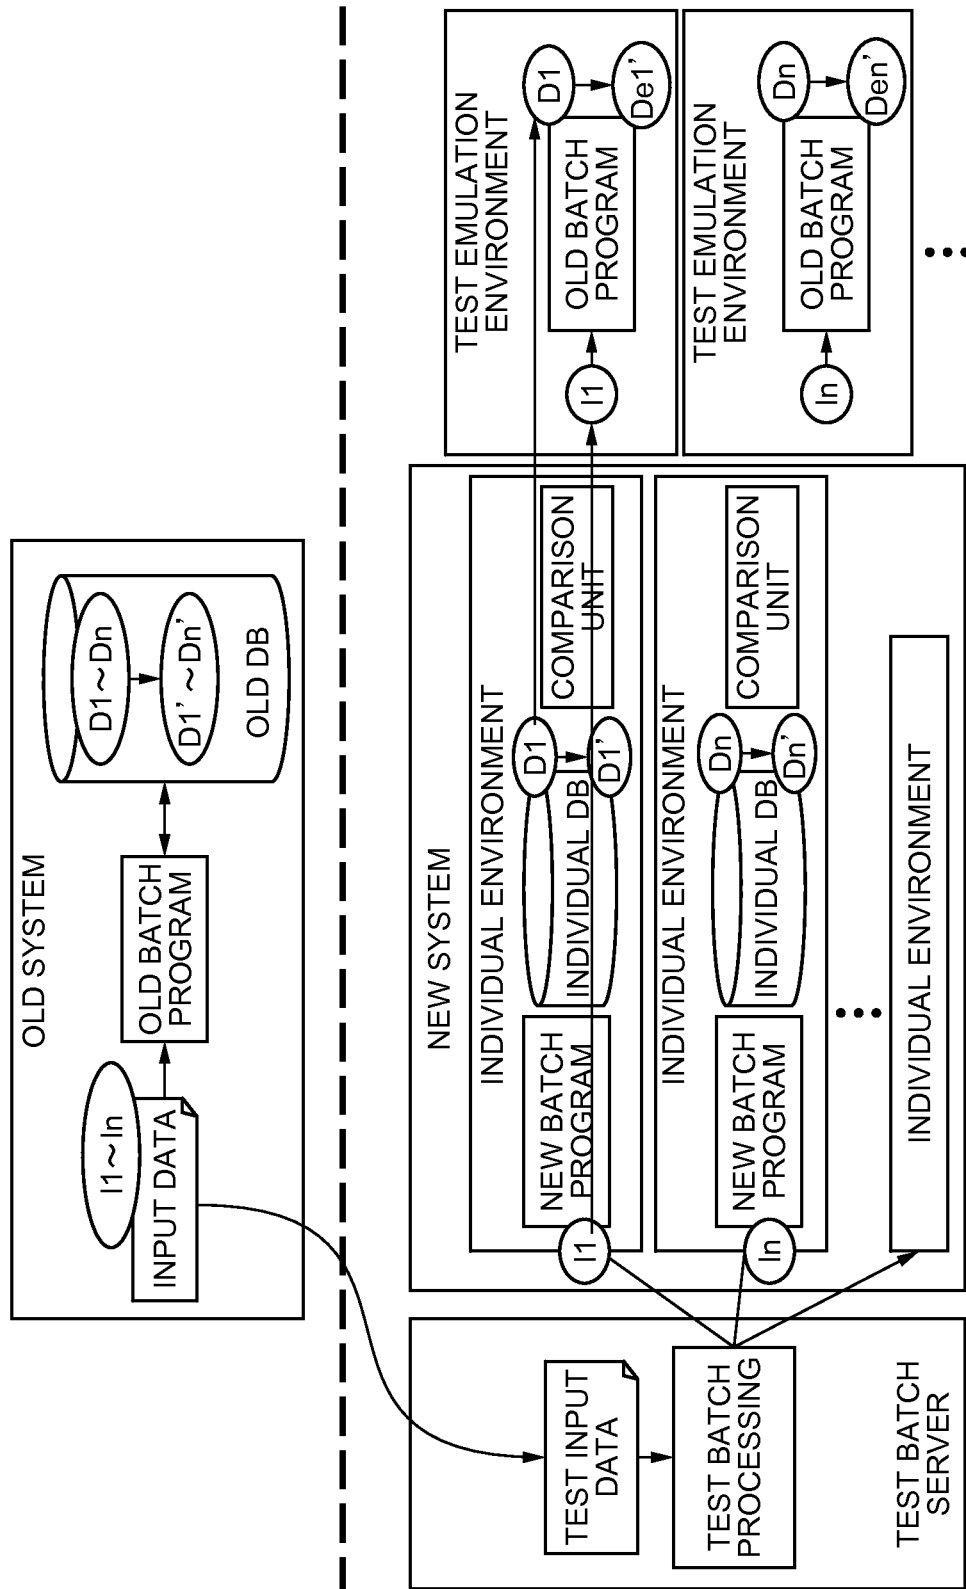 OLD SYSTEM
I1~In
INPUT DATA
OLD BATCH
PROGRAM
D1~Dn
D1'~Dn'
OLD DB
TEST INPUT
DATA
TEST BATCH
PROCESSING
TEST BATCH
SERVER
NEW SYSTEM
INDIVIDUAL ENVIRONMENT
I1
NEW BATCH
PROGRAM
INDIVIDUAL DB
D1
D1'
COMPARISON
UNIT
INDIVIDUAL ENVIRONMENT
In
NEW BATCH
PROGRAM
INDIVIDUAL DB
Dn
Dn'
COMPARISON
UNIT
INDIVIDUAL ENVIRONMENT
TEST EMULATION
ENVIRONMENT
I1
OLD BATCH
PROGRAM
D1
De1'
TEST EMULATION
ENVIRONMENT
In
OLD BATCH
PROGRAM
Dn
Den'